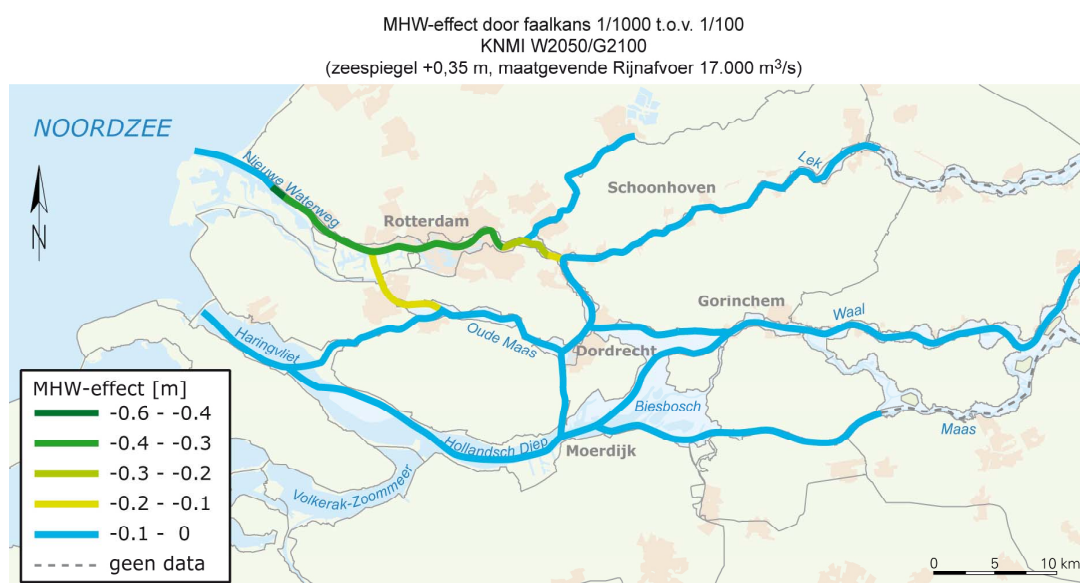 MHW-effect door faalkans 1/1000 t.o.v. 1/100
KNMI W2050/G2100
(zeespiegel +0,35 m, maatgevende Rijnafvoer 17.000 m³/s)
NOORDZEE
N
Nieuwe Waterweg
Rotterdam
Schoonhoven
Lek
Gorinchem
Waal
Haringvliet
Oude Maas
Dordrecht
Biesbosch
Maas
Hollandsch Diep
Moerdijk
Volkerak-Zoommeer
MHW-effect [m]
-0.6 - -0.4
-0.4 - -0.3
-0.3 - -0.2
-0.2 - -0.1
-0.1 - 0
geen data
0 5 10 km